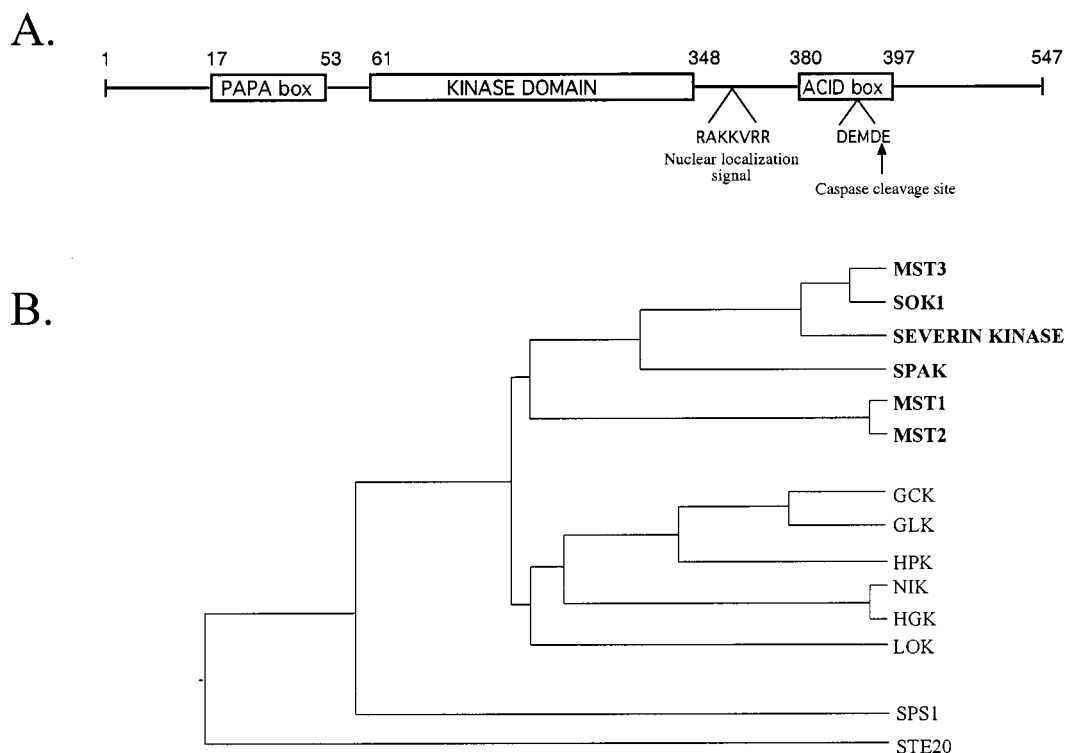 A.
1 17 53 61 348 380 397 547
PAPA box KINASE DOMAIN ACID box
RAKKVRR DEMDE
Nuclear localization
signal
Caspase cleavage site
B.
MST3
SOK1
SEVERIN KINASE
SPAK
MST1
MST2
GCK
GLK
HPK
NIK
HGK
LOK
SPS1
STE20